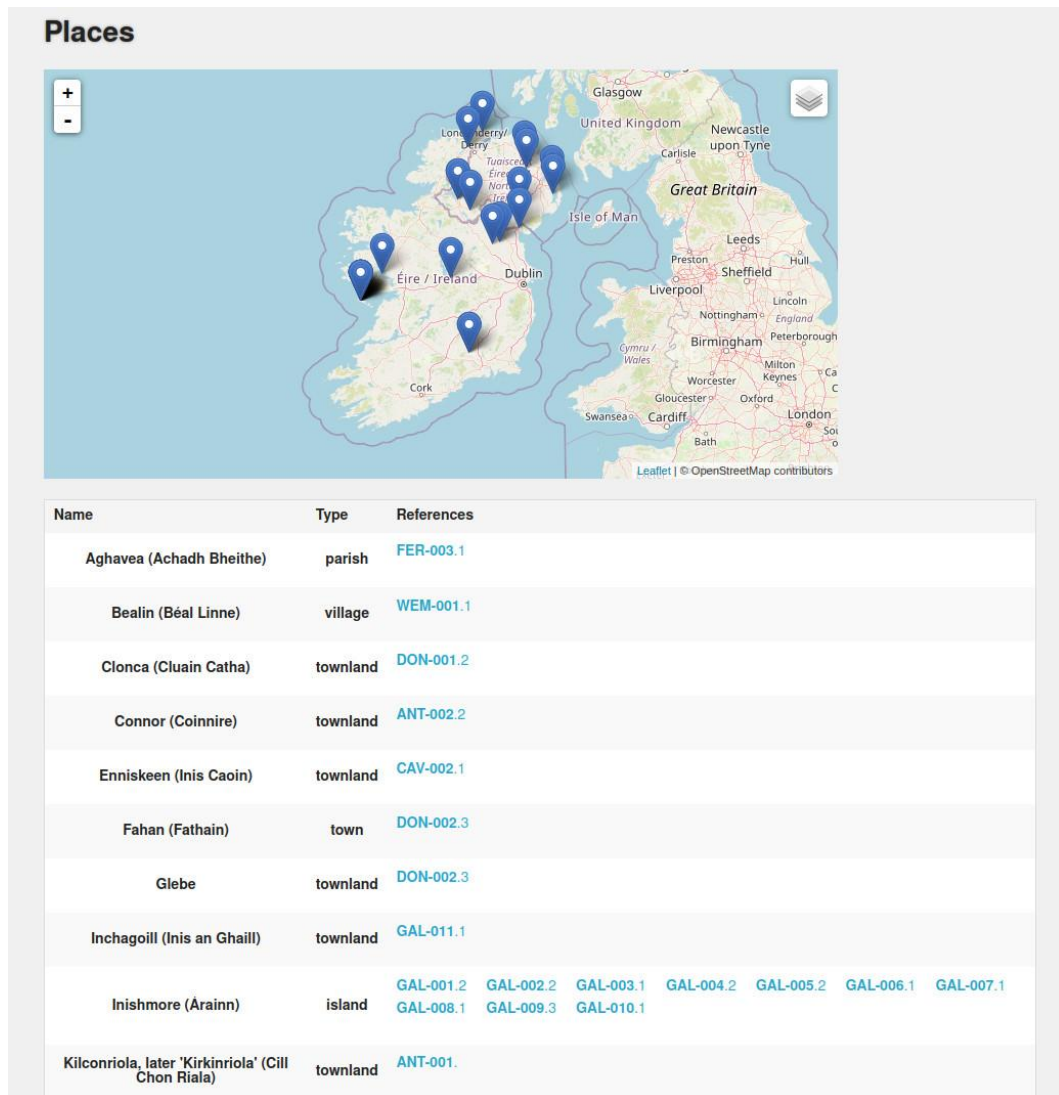 Places
+
-
Glasgow
United Kingdom
Newcastle
upon Tyne
Carlisle
Derry
Great Britain
Isle of Man
Leeds
Preston
Hull
Sheffield
Éire / Ireland
Dublin
Liverpool
Lincoln
Nottingham
England
Birmingham
Peterborough
Cymru /
Wales
Milton
Keynes
Worcester
Cork
Gloucester
Oxford
Swansea
Cardiff
London
Bath
Leaflet | © OpenStreetMap contributors
Name Type References
Aghavea (Achadh Bheithe) parish FER-003.1
Bealin (Béal Linne) village WEM-001.1
Clonca (Cluain Catha) townland DON-001.2
Connor (Coinnire) townland ANT-002.2
Enniskeen (Inis Caoin) townland CAV-002.1
Fahan (Fathain) town DON-002.3
Glebe townland DON-002.3
Inchagoill (Inis an Ghaill) townland GAL-011.1
GAL-001.2 GAL-002.2 GAL-003.1 GAL-004.2 GAL-005.2 GAL-006.1 GAL-007.1
Inishmore (Árainn) island
GAL-008.1 GAL-009.3 GAL-010.1
Kilconriola, later 'Kirkinriola' (Cill
Chon Riala) townland ANT-001.